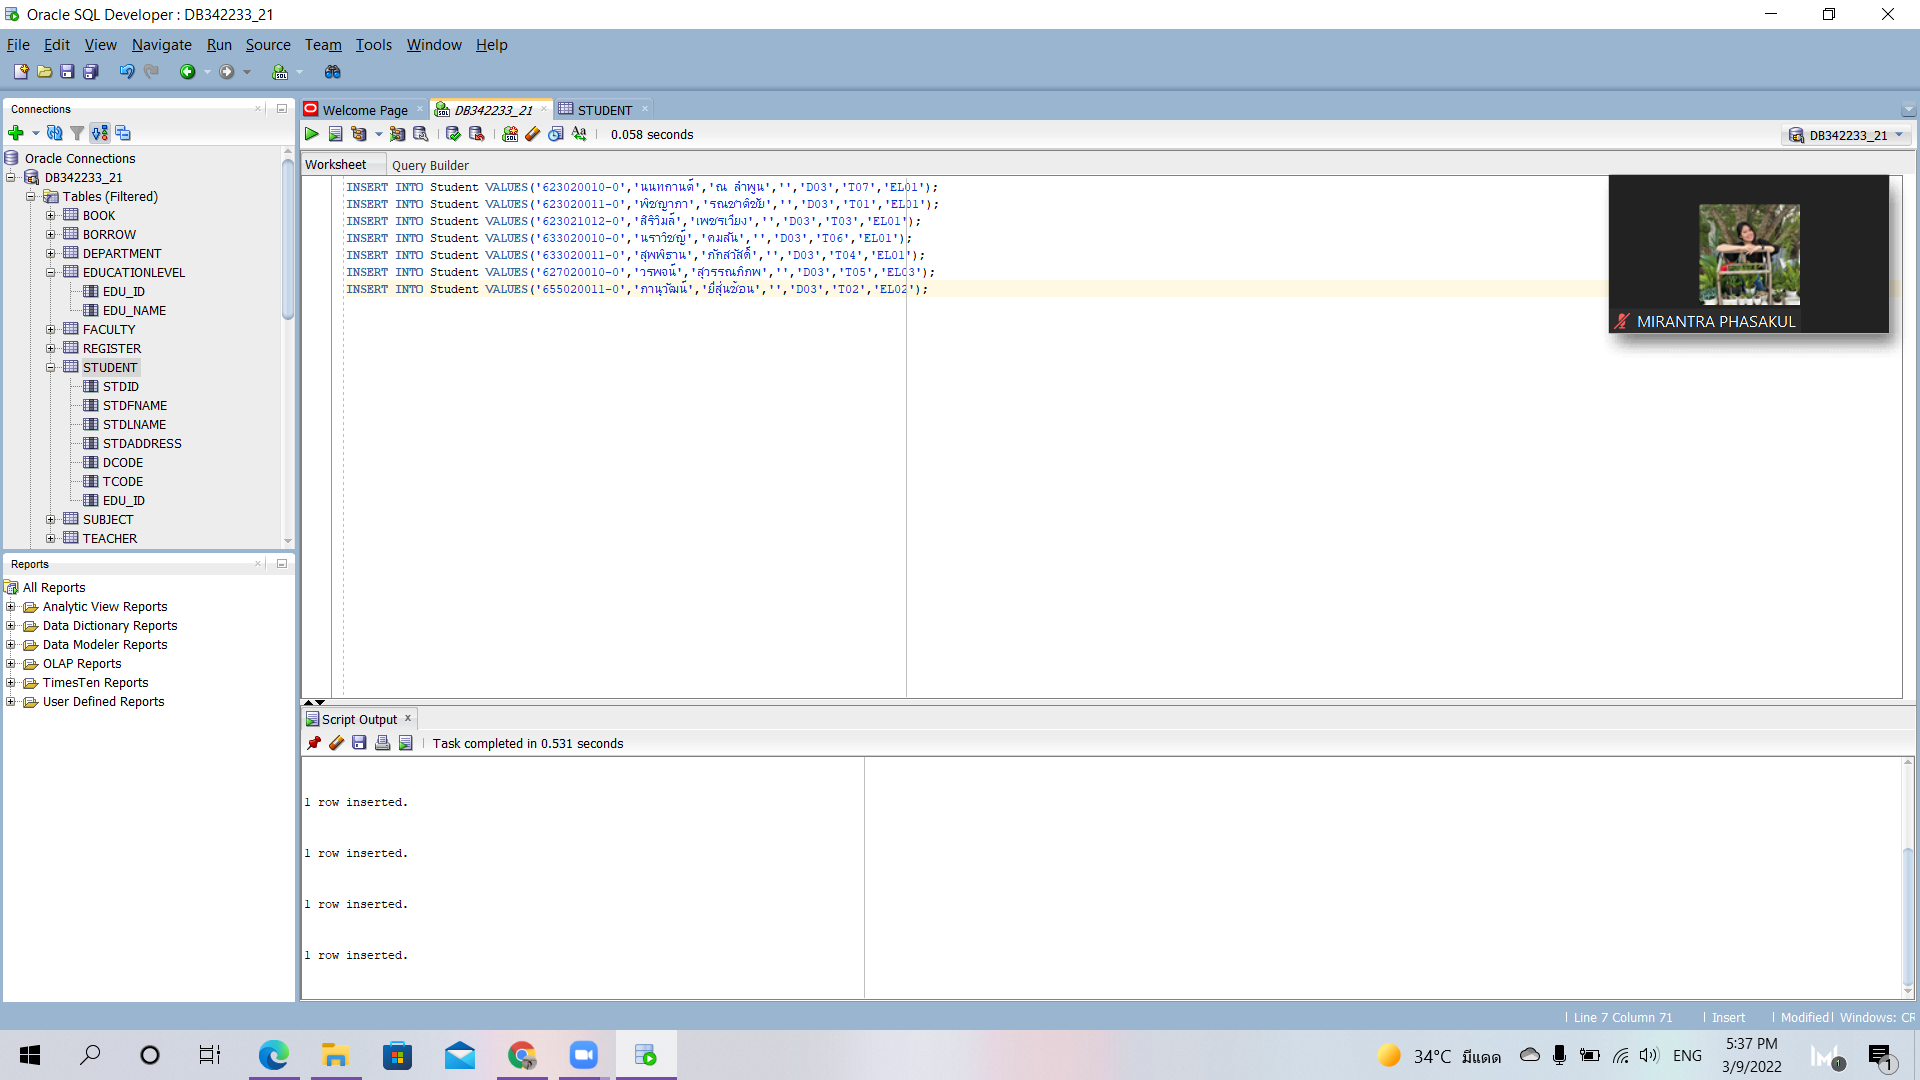 Oracle SQL Developer : DB342233_21
File Edit View Navigate Run Source Team Tools Window Help
Connections
Oracle Connections
DB342233_21
Tables (Filtered)
BOOK
BORROW
DEPARTMENT
EDUCATIONLEVEL
EDU_ID
EDU_NAME
FACULTY
REGISTER
STUDENT
STDID
STDFNAME
STDLNAME
STDADDRESS
DCODE
TCODE
EDU_ID
SUBJECT
TEACHER
Reports
All Reports
Analytic View Reports
Data Dictionary Reports
Data Modeler Reports
OLAP Reports
TimesTen Reports
User Defined Reports
Welcome Page DB342233_21 STUDENT
0.058 seconds
DB342233_21
Worksheet Query Builder
INSERT INTO Student VALUES('623020010-0','นนทกานต์','ณ ลำพูน','','D03','T07','EL01');
INSERT INTO Student VALUES('623020011-0','พิชญาภา','รณชาติชัย','','D03','T01','EL01');
INSERT INTO Student VALUES('623021012-0','สิริวิมล์','เพชรเวียง','','D03','T03','EL01');
INSERT INTO Student VALUES('633020010-0','นราวิชญ์','คมสัน','','D03','T06','EL01');
INSERT INTO Student VALUES('633020011-0','สุพพิธาน','ภักสวัสดิ์','','D03','T04','EL01');
INSERT INTO Student VALUES('627020010-0','วรพจน์','สุวรรณภิภพ','','D03','T05','EL03');
INSERT INTO Student VALUES('655020011-0','ภานุวัฒน์','ยี่สุ่นซ้อน','','D03','T02','EL02');
MIRANTRA PHASAKUL
Script Output
Task completed in 0.531 seconds
1 row inserted.
1 row inserted.
1 row inserted.
1 row inserted.
Line 7 Column 71 Insert Modified Windows: CR
34°C มีแดด ENG 5:37 PM
3/9/2022
1
1